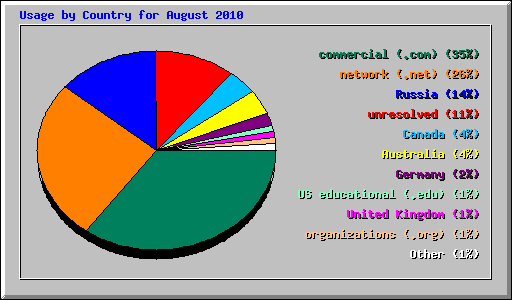 Usage by Country for August 2010
commercial (.com) (35%)
network (.net) (26%)
Russia (14%)
unresolved (11%)
Canada (4%)
Australia (4%)
Germany (2%)
US educational (.edu) (1%)
United Kingdom (1%)
organizations (.org) (1%)
Other (1%)